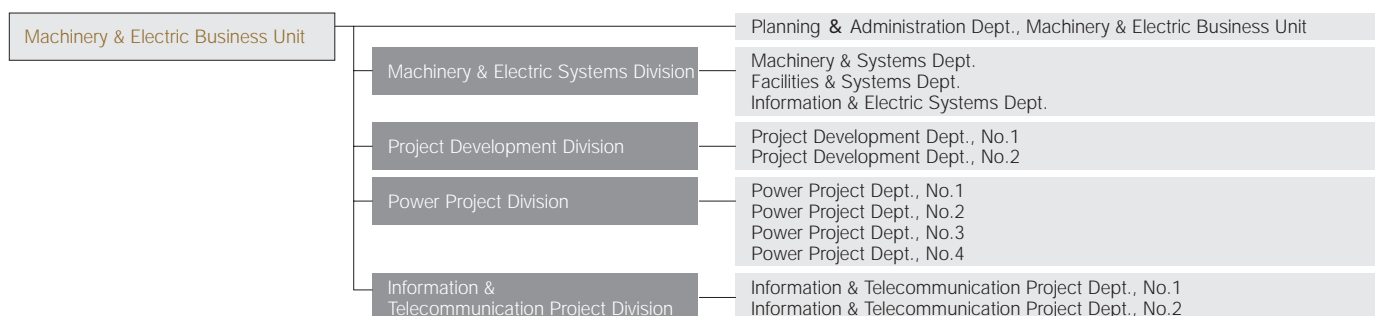 Machinery & Electric Business Unit
Planning & Administration Dept., Machinery & Electric Business Unit
Machinery & Electric Systems Division
Machinery & Systems Dept.
Facilities & Systems Dept.
Information & Electric Systems Dept.
Project Development Division
Project Development Dept., No.1
Project Development Dept., No.2
Power Project Division
Power Project Dept., No.1
Power Project Dept., No.2
Power Project Dept., No.3
Power Project Dept., No.4
Information &
Telecommunication Project Division
Information & Telecommunication Project Dept., No.1
Information & Telecommunication Project Dept., No.2